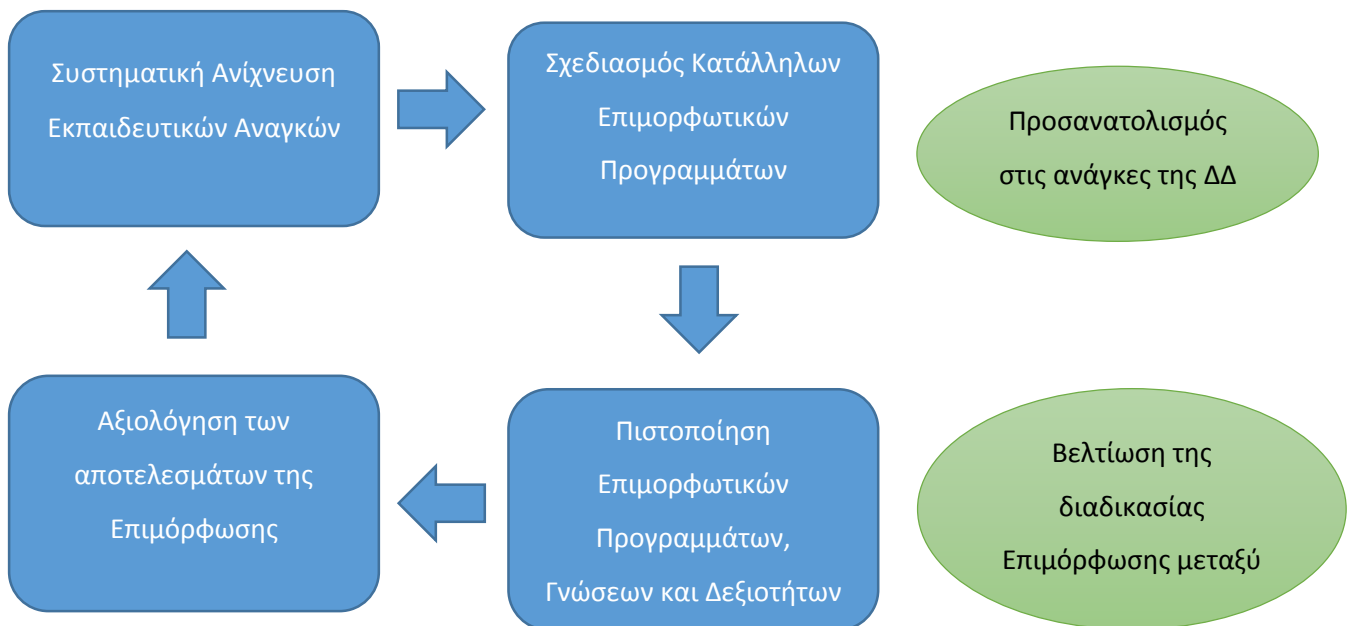 Συστηματική Ανίχνευση
Εκπαιδευτικών Αναγκών
Σχεδιασμός Κατάλληλων
Επιμορφωτικών
Προγραμμάτων
Προσανατολισμός
στις ανάγκες της ΔΔ
Αξιολόγηση των
αποτελεσμάτων της
Επιμόρφωσης
Πιστοποίηση
Επιμορφωτικών
Προγραμμάτων,
Γνώσεων και Δεξιοτήτων
Βελτίωση της
διαδικασίας
Επιμόρφωσης μεταξύ